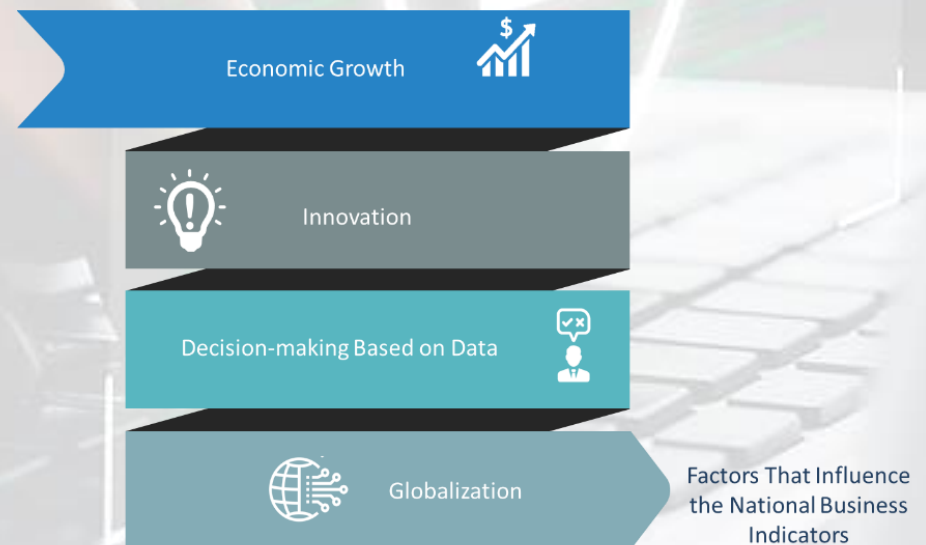 $
Economic Growth
Innovation
Decision-making Based on Data
Globalization
Factors That Influence
the National Business
Indicators